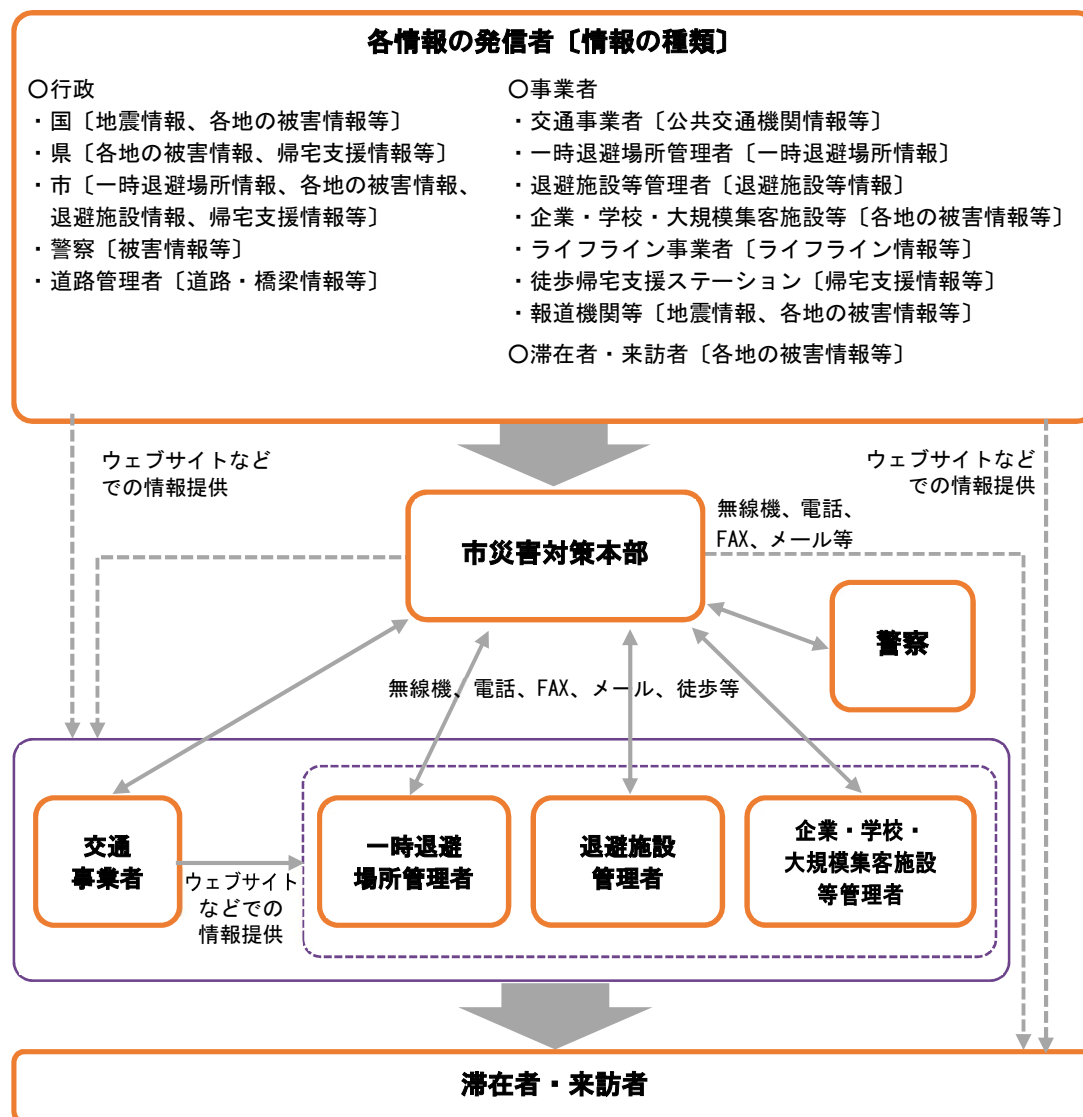 各情報の発信者〔情報の種類〕
○行政
・国〔地震情報、各地の被害情報等〕
・県〔各地の被害情報、帰宅支援情報等〕
・市〔一時退避場所情報、各地の被害情報、
退避施設情報、帰宅支援情報等〕
・警察〔被害情報等〕
・道路管理者〔道路・橋梁情報等〕
○事業者
・交通事業者〔公共交通機関情報等〕
・一時退避場所管理者〔一時退避場所情報〕
・退避施設等管理者〔退避施設等情報〕
・企業・学校・大規模集客施設等〔各地の被害情報等〕
・ライフライン事業者〔ライフライン情報等〕
・徒歩帰宅支援ステーション〔帰宅支援情報等〕
・報道機関等〔地震情報、各地の被害情報等〕
○滞在者・来訪者〔各地の被害情報等〕
ウェブサイトなど
での情報提供
ウェブサイトなど
での情報提供
市災害対策本部
無線機、電話、
FAX、メール等
警察
無線機、電話、FAX、メール、徒歩等
交通
事業者
ウェブサイト
などでの
情報提供
一時退避
場所管理者
退避施設
管理者
企業・学校・
大規模集客施設
等管理者
滞在者・来訪者